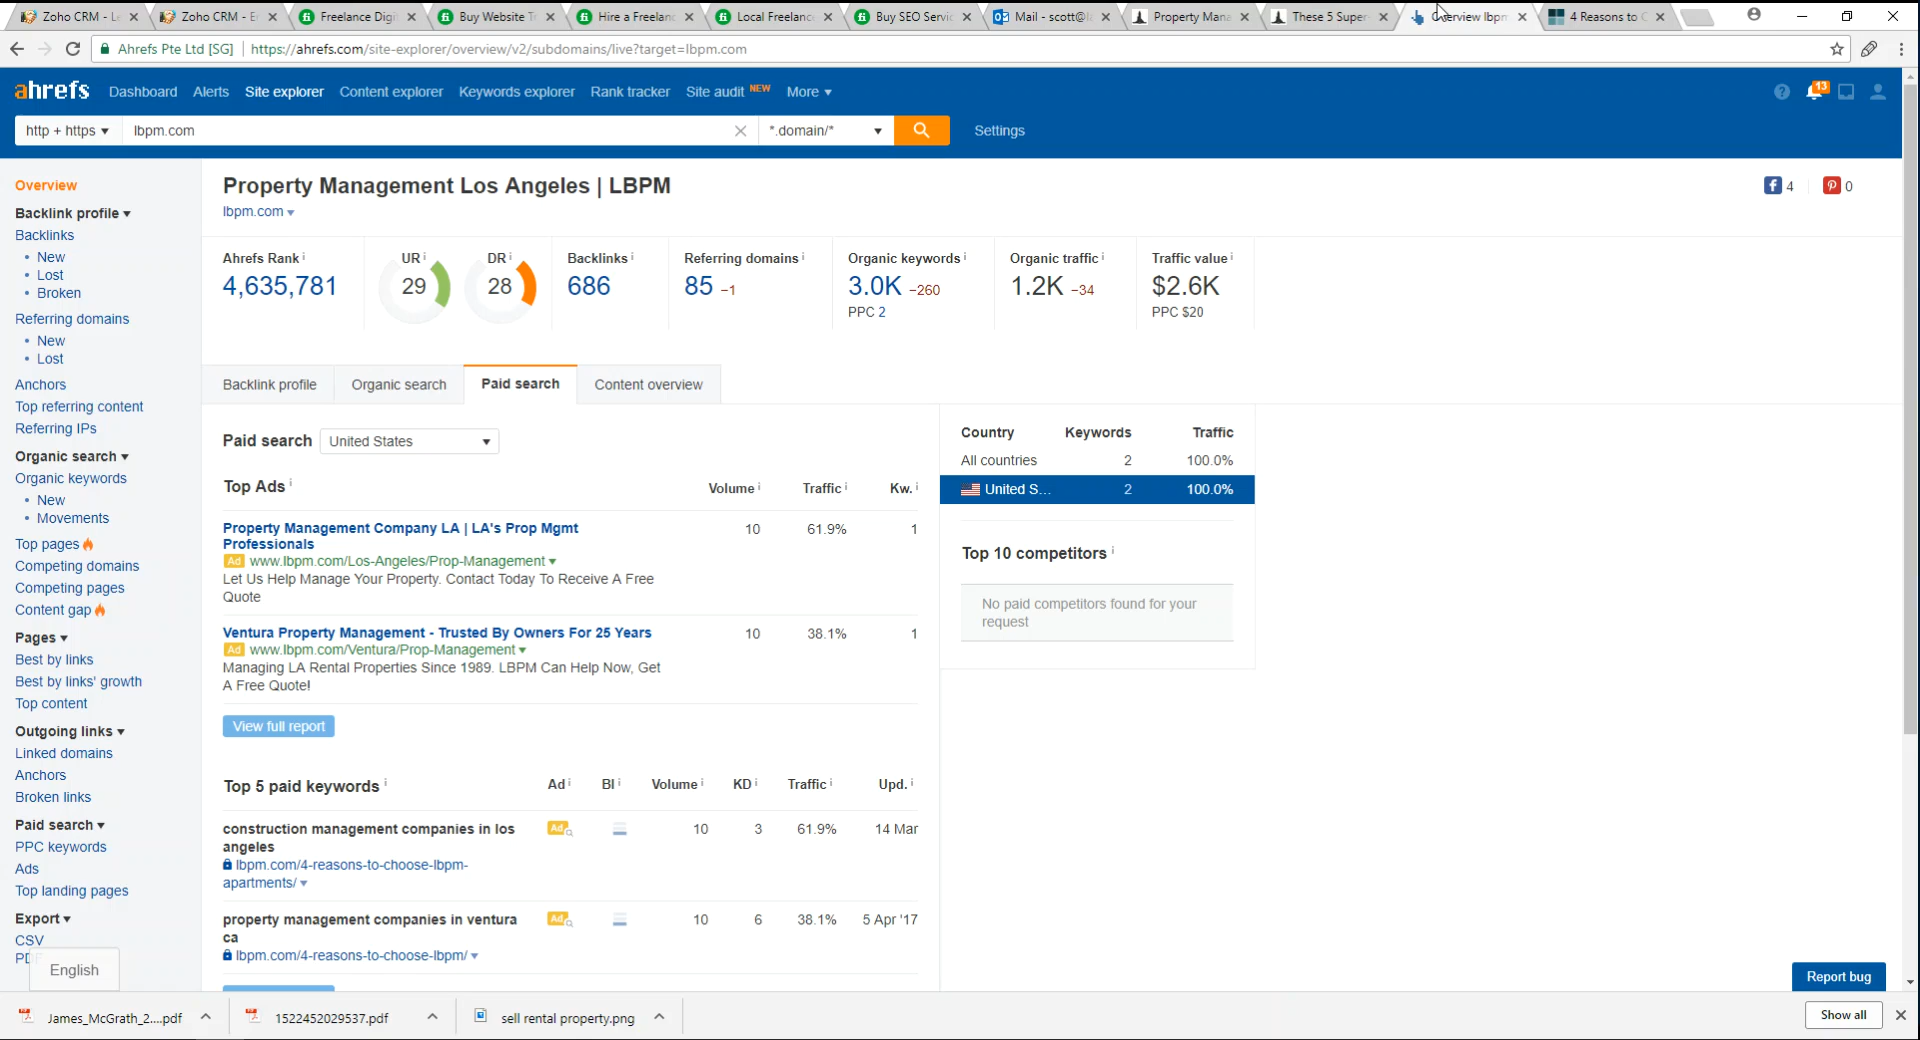 Zoho CRM - L
Zoho CRM - E
Freelance Digi
Buy Website T
Hire a Freelanc
Local Freelanc
Buy SEO Servic
Mail - scott@l
Property Mana
These 5 Super
Overview lbpm
4 Reasons to C
Ahrefs Pte Ltd [SG]
https://ahrefs.com/site-explorer/overview/v2/subdomains/live?target=lbpm.com
ahrefs Dashboard Alerts Site explorer Content explorer Keywords explorer Rank tracker Site audit NEW More
13
http + https lbpm.com *.domain/* Settings
Overview
Backlink profile
Backlinks
New
Lost
Broken
Referring domains
New
Lost
Anchors
Top referring content
Referring IPs
Organic search
Organic keywords
New
Movements
Top pages
Competing domains
Competing pages
Content gap
Pages
Best by links
Best by links' growth
Top content
Outgoing links
Linked domains
Anchors
Broken links
Paid search
PPC keywords
Ads
Top landing pages
Export
CSV
PDF
English
Property Management Los Angeles | LBPM
4 0
lbpm.com
Ahrefs Rank UR DR Backlinks Referring domains Organic keywords Organic traffic Traffic value
4,635,781 29 28 686 85 -1 3.0K -260 1.2K -34 $2.6K
PPC 2 PPC $20
Backlink profile Organic search Paid search Content overview
Paid search United States
Top Ads Volume Traffic Kw.
Property Management Company LA | LA's Prop Mgmt 10 61.9% 1
Professionals
Ad www.lbpm.com/Los-Angeles/Prop-Management
Let Us Help Manage Your Property. Contact Today To Receive A Free
Quote
Ventura Property Management - Trusted By Owners For 25 Years 10 38.1% 1
Ad www.lbpm.com/Ventura/Prop-Management
Managing LA Rental Properties Since 1989. LBPM Can Help Now, Get
A Free Quote!
View full report
Top 5 paid keywords Ad Bl Volume KD Traffic Upd.
construction management companies in los Ad 10 3 61.9% 14 Mar
angeles
lbpm.com/4-reasons-to-choose-lbpm-
apartments/
property management companies in ventura Ad 10 6 38.1% 5 Apr '17
ca
lbpm.com/4-reasons-to-choose-lbpm/
Country Keywords Traffic
All countries 2 100.0%
United S... 2 100.0%
Top 10 competitors
No paid competitors found for your
request
Report bug
James_McGrath_2....pdf
1522452029537.pdf
sell rental property.png
Show all